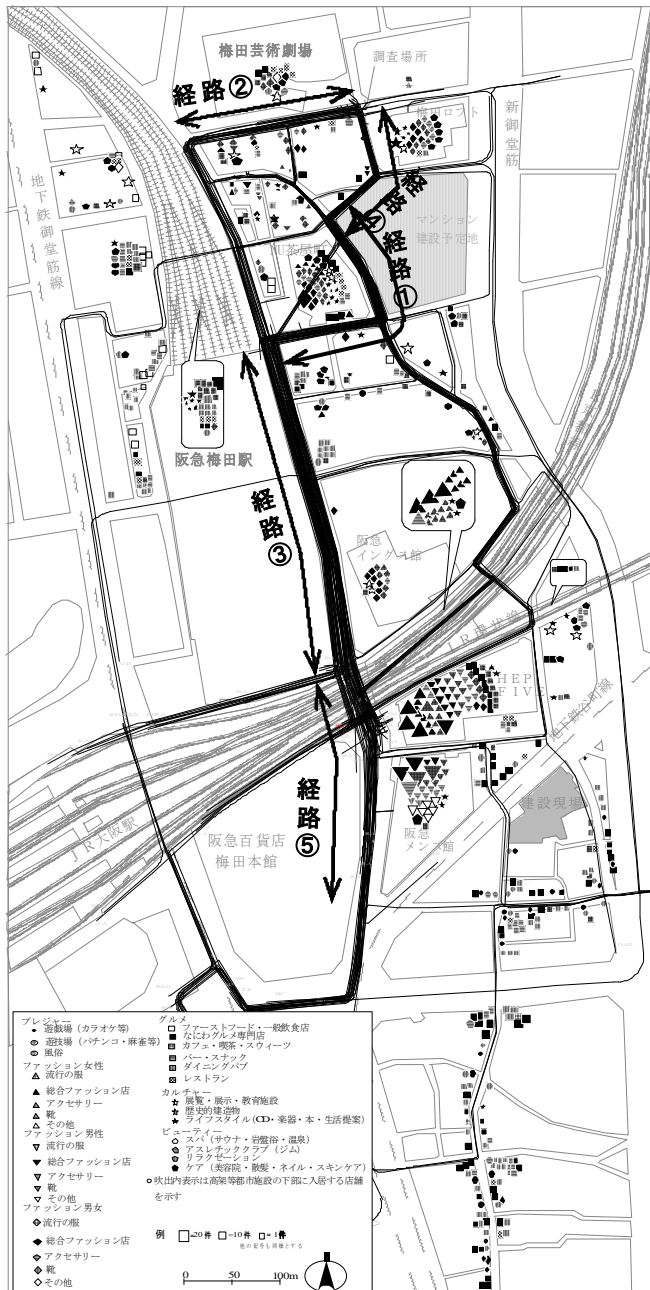 梅田芸術劇場
調査場所
経路②
梅田ロフト
新御堂筋
地下鉄御堂筋線
経路④
マンション
建設予定地
経路①
阪急梅田駅
経路③
阪急
イングス館
JR環状線
HEP
FIVE
地下鉄谷町線
建設現場
経路⑤
阪急
メンズ館
JR大阪駅
阪急百貨店
梅田本館
プレジャー
遊戯場（カラオケ等）
遊技場（パチンコ・麻雀等）
風俗
ファッション女性
流行の服
総合ファッション店
アクセサリー
靴
その他
ファッション男性
流行の服
総合ファッション店
アクセサリー
靴
その他
ファッション男女
流行の服
総合ファッション店
アクセサリー
靴
その他
グルメ
ファーストフード・一般飲食店
なにわグルメ専門店
カフェ・喫茶・スウィーツ
バー・スナック
ダイニングパブ
レストラン
カルチャー
展覧・展示・教育施設
歴史的建造物
ライフスタイル（CD・楽器・本・生活提案）
ビューティー
スパ（サウナ・岩盤浴・温泉）
アスレチッククラブ（ジム）
リラクゼーション
ケア（美容院・散髪・ネイル・スキンケア）
吹出内表示は高架等都市施設の下部に入居する店舗
を示す
例 =20件 =10件 = 1件
他の記号も同様とする
0 50 100m